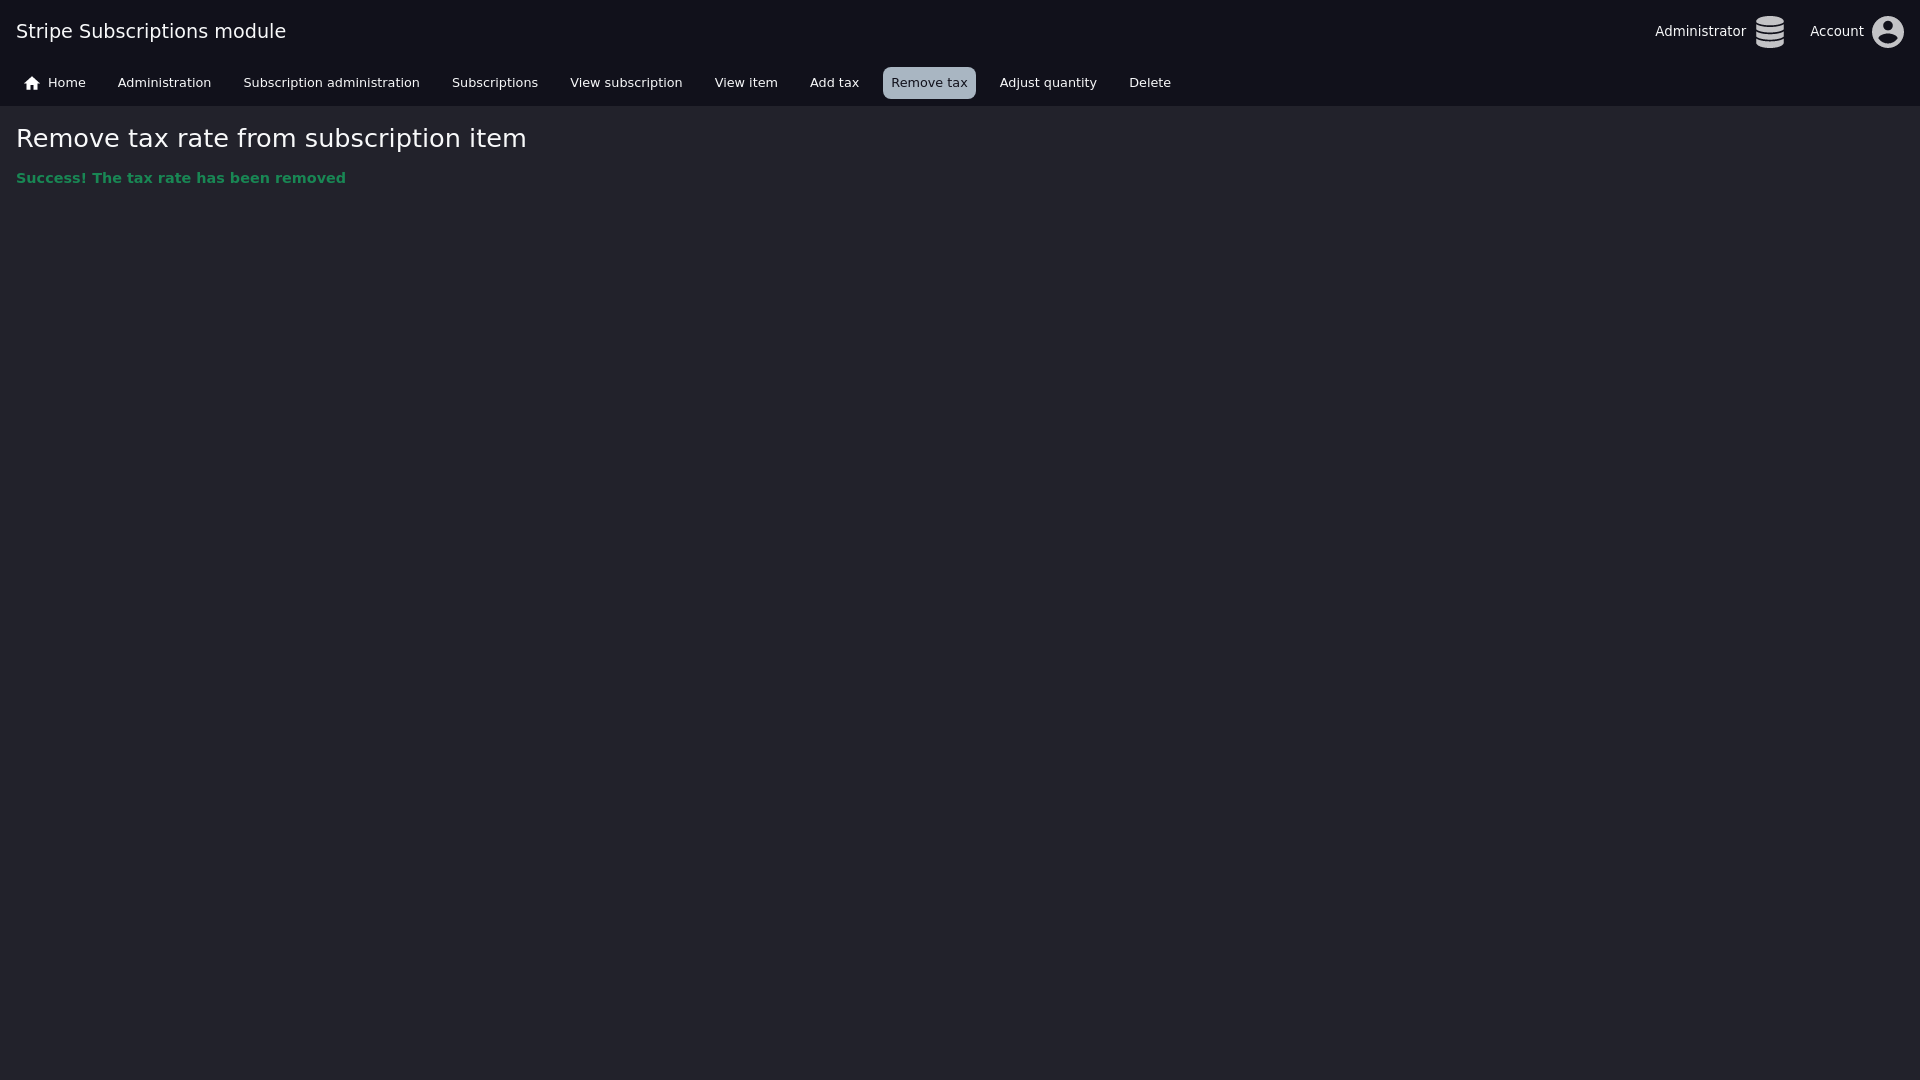 Stripe Subscriptions module
Administrator
Account
Home
Administration
Subscription administration
Subscriptions
View subscription
View item
Add tax
Remove tax
Adjust quantity
Delete
Remove tax rate from subscription item
Success! The tax rate has been removed